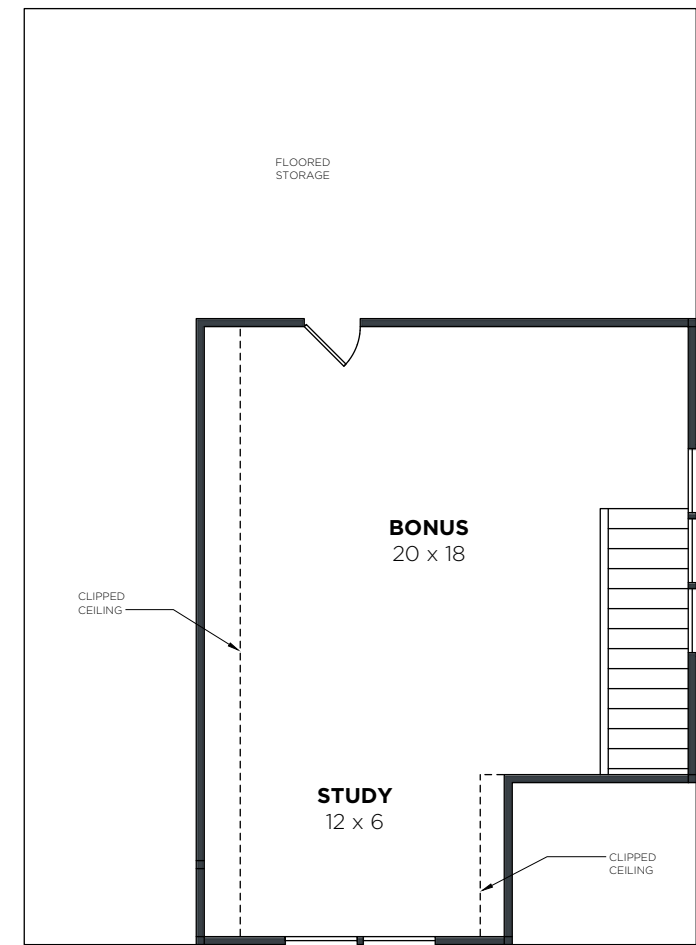 FLOORED
STORAGE
BONUS
20 x 18
CLIPPED
CEILING
STUDY
12 x 6
CLIPPED
CEILING